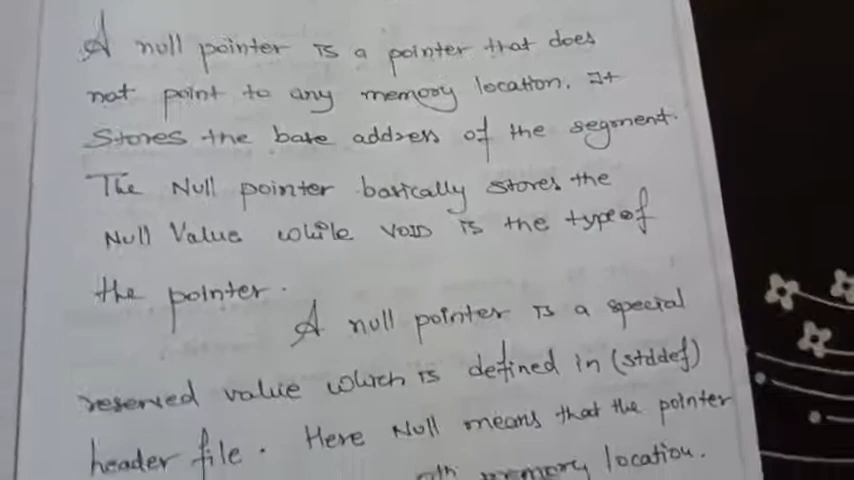 A null pointer is a pointer that does
not point to any memory location. It
Stores the base address of the segment.
The Null pointer basically stores the
Null Value while VOID is the type of
the pointer.
A null pointer is a special
reserved value which is defined in (stddef)
header file. Here Null means that the pointer
memory location.